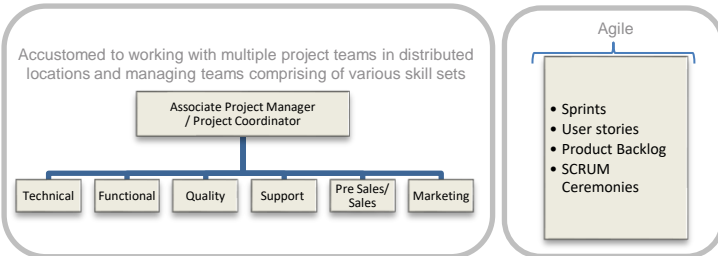 Accustomed to working with multiple project teams in distributed
locations and managing teams comprising of various skill sets
Associate Project Manager
/ Project Coordinator
Technical
Functional
Quality
Support
Pre Sales/
Sales
Marketing
Agile
• Sprints
• User stories
• Product Backlog
• SCRUM
Ceremonies